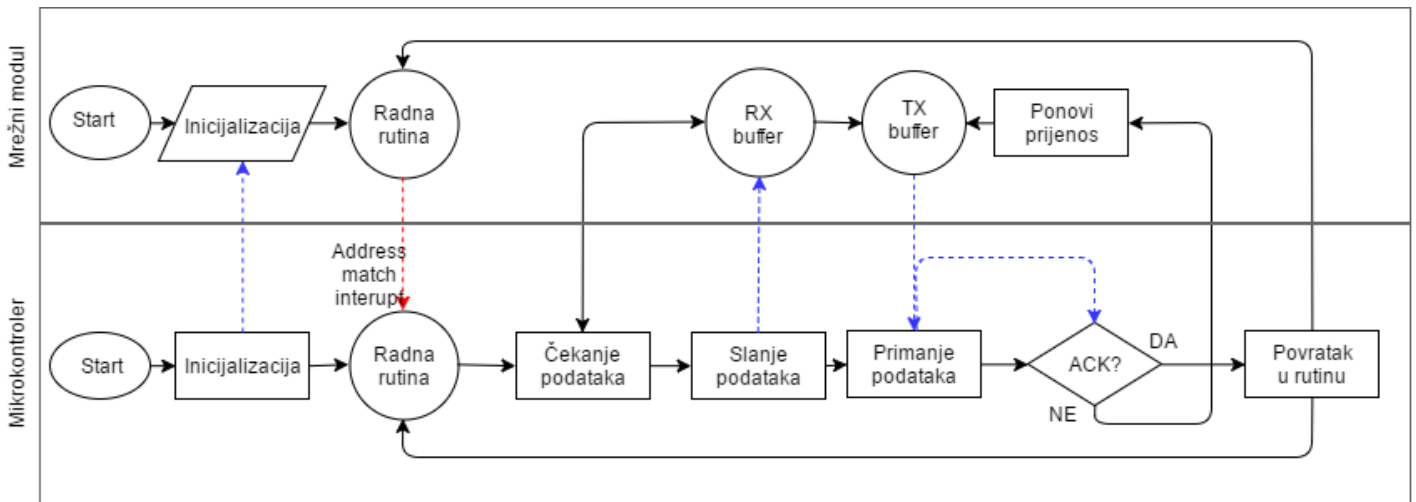 Mrežni modul
Start
Inicijalizacija
Radna
rutina
RX
buffer
TX
buffer
Ponovi
prijenos
Address
match
interupt
Mikrokontroler
Start
Inicijalizacija
Radna
rutina
Čekanje
podataka
Slanje
podataka
Primanje
podataka
ACK?
DA
NE
Povratak
u rutinu